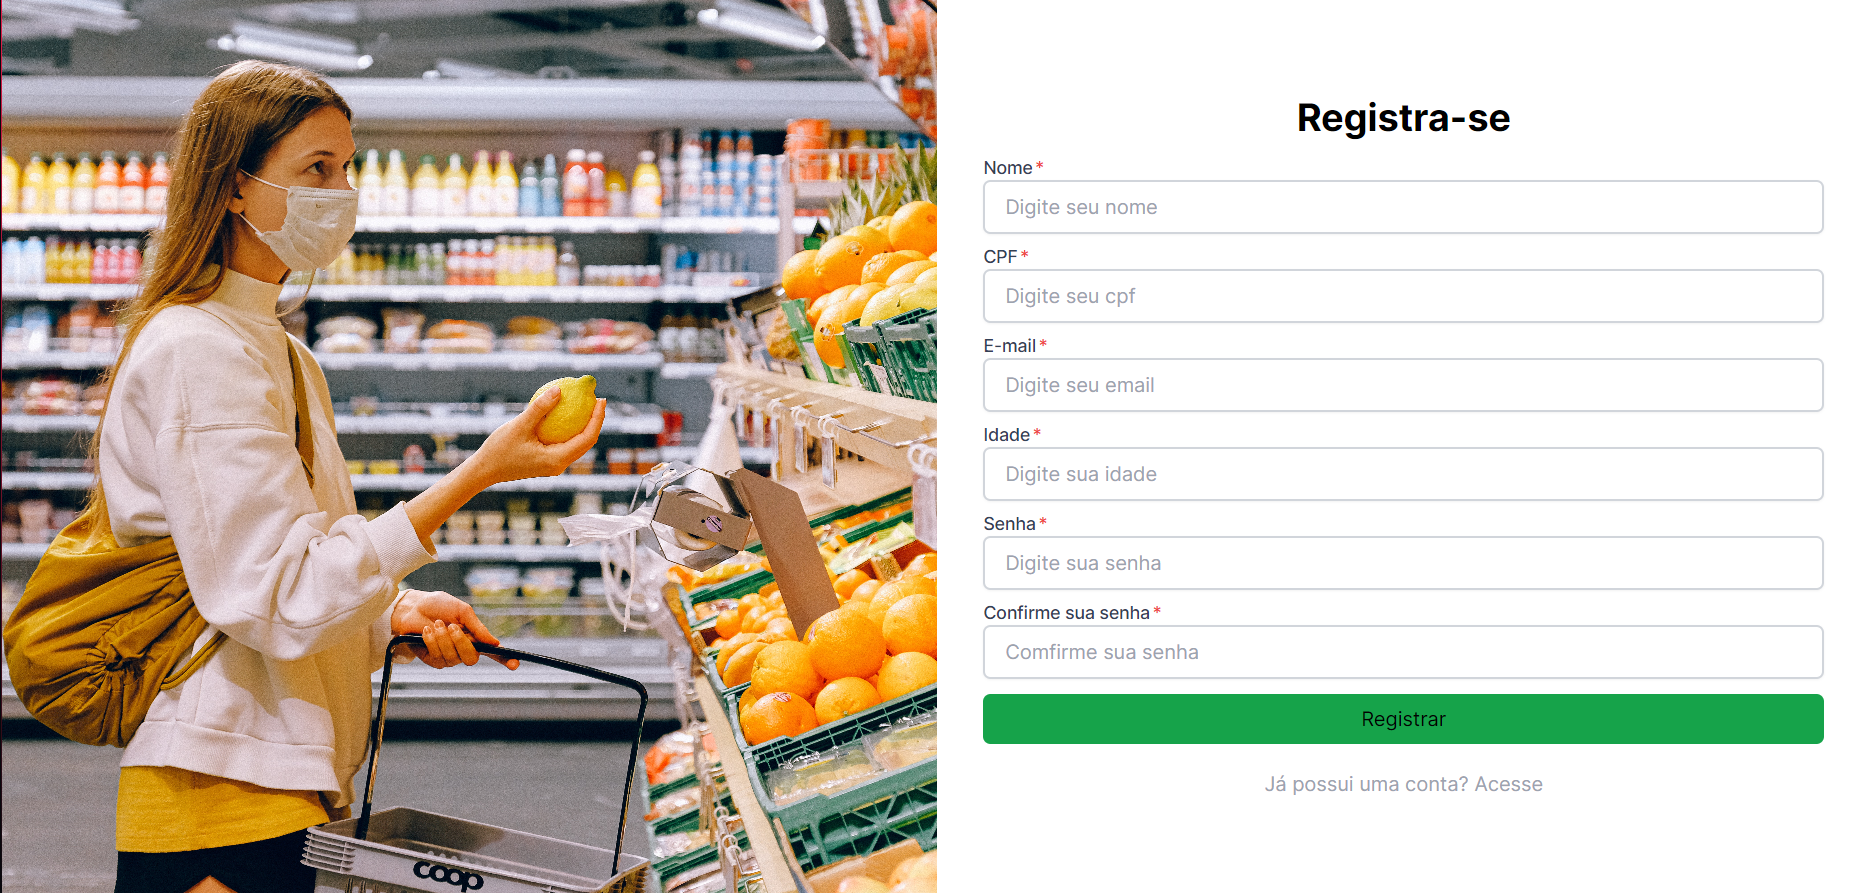 Registra-se
Nome*
Digite seu nome
CPF*
Digite seu cpf
E-mail*
Digite seu email
Idade*
Digite sua idade
Senha*
Digite sua senha
Confirme sua senha*
Comfirme sua senha
Registrar
Já possui uma conta? Acesse
coop